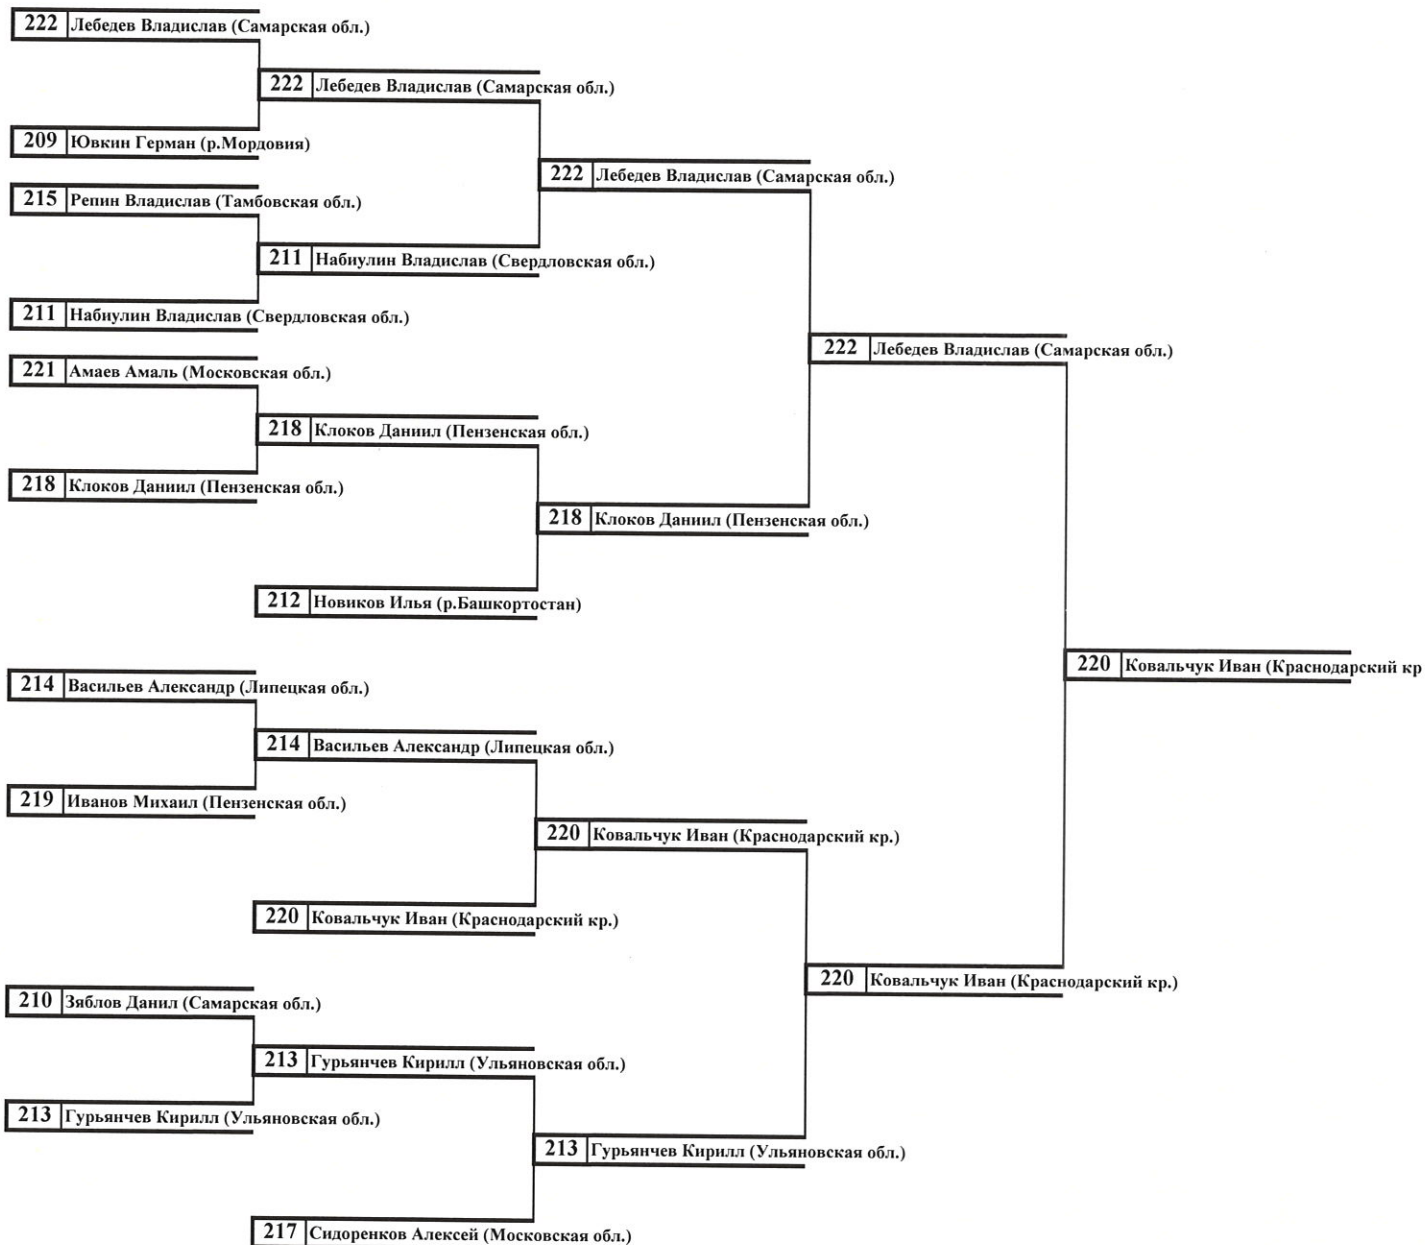 222 Лебедев Владислав (Самарская обл.)
222 Лебедев Владислав (Самарская обл.)
209 Ювкин Герман (р.Мордовия)
222 Лебедев Владислав (Самарская обл.)
215 Репин Владислав (Тамбовская обл.)
211 Набиулин Владислав (Свердловская обл.)
211 Набиулин Владислав (Свердловская обл.)
222 Лебедев Владислав (Самарская обл.)
221 Амаев Амаль (Московская обл.)
218 Клоков Даниил (Пензенская обл.)
218 Клоков Даниил (Пензенская обл.)
218 Клоков Даниил (Пензенская обл.)
212 Новиков Илья (р.Башкортостан)
220 Ковальчук Иван (Краснодарский кр
214 Васильев Александр (Липецкая обл.)
214 Васильев Александр (Липецкая обл.)
219 Иванов Михаил (Пензенская обл.)
220 Ковальчук Иван (Краснодарский кр.)
220 Ковальчук Иван (Краснодарский кр.)
220 Ковальчук Иван (Краснодарский кр.)
210 Зяблов Данил (Самарская обл.)
213 Гурьянчев Кирилл (Ульяновская обл.)
213 Гурьянчев Кирилл (Ульяновская обл.)
213 Гурьянчев Кирилл (Ульяновская обл.)
217 Сидоренков Алексей (Московская обл.)